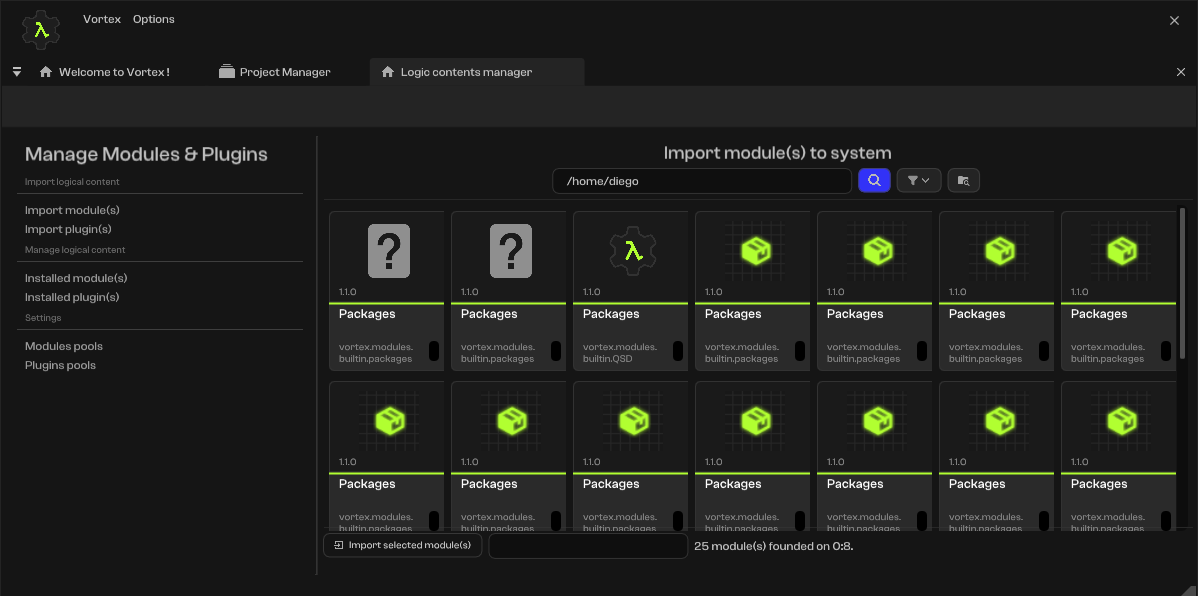 Vortex Options
Welcome to Vortex !
Project Manager
Logic contents manager
Manage Modules & Plugins
Import logical content
Import module(s)
Import plugin(s)
Manage logical content
Installed module(s)
Installed plugin(s)
Settings
Modules pools
Plugins pools
Import module(s) to system
/home/diego
1.1.0
Packages
vortex.modules.
builtin.packages
1.1.0
Packages
vortex.modules.
builtin.packages
λ
1.1.0
Packages
vortex.modules.
builtin.QSD
1.1.0
Packages
vortex.modules.
builtin.packages
1.1.0
Packages
vortex.modules.
builtin.packages
1.1.0
Packages
vortex.modules.
builtin.packages
1.1.0
Packages
vortex.modules.
builtin.packages
1.1.0
Packages
vortex.modules.
builtin.packages
1.1.0
Packages
vortex.modules.
builtin.packages
1.1.0
Packages
vortex.modules.
builtin.packages
1.1.0
Packages
vortex.modules.
builtin.packages
1.1.0
Packages
vortex.modules.
builtin.packages
1.1.0
Packages
vortex.modules.
builtin.packages
1.1.0
Packages
vortex.modules.
builtin.packages
Import selected module(s)
25 module(s) founded on 0:8.